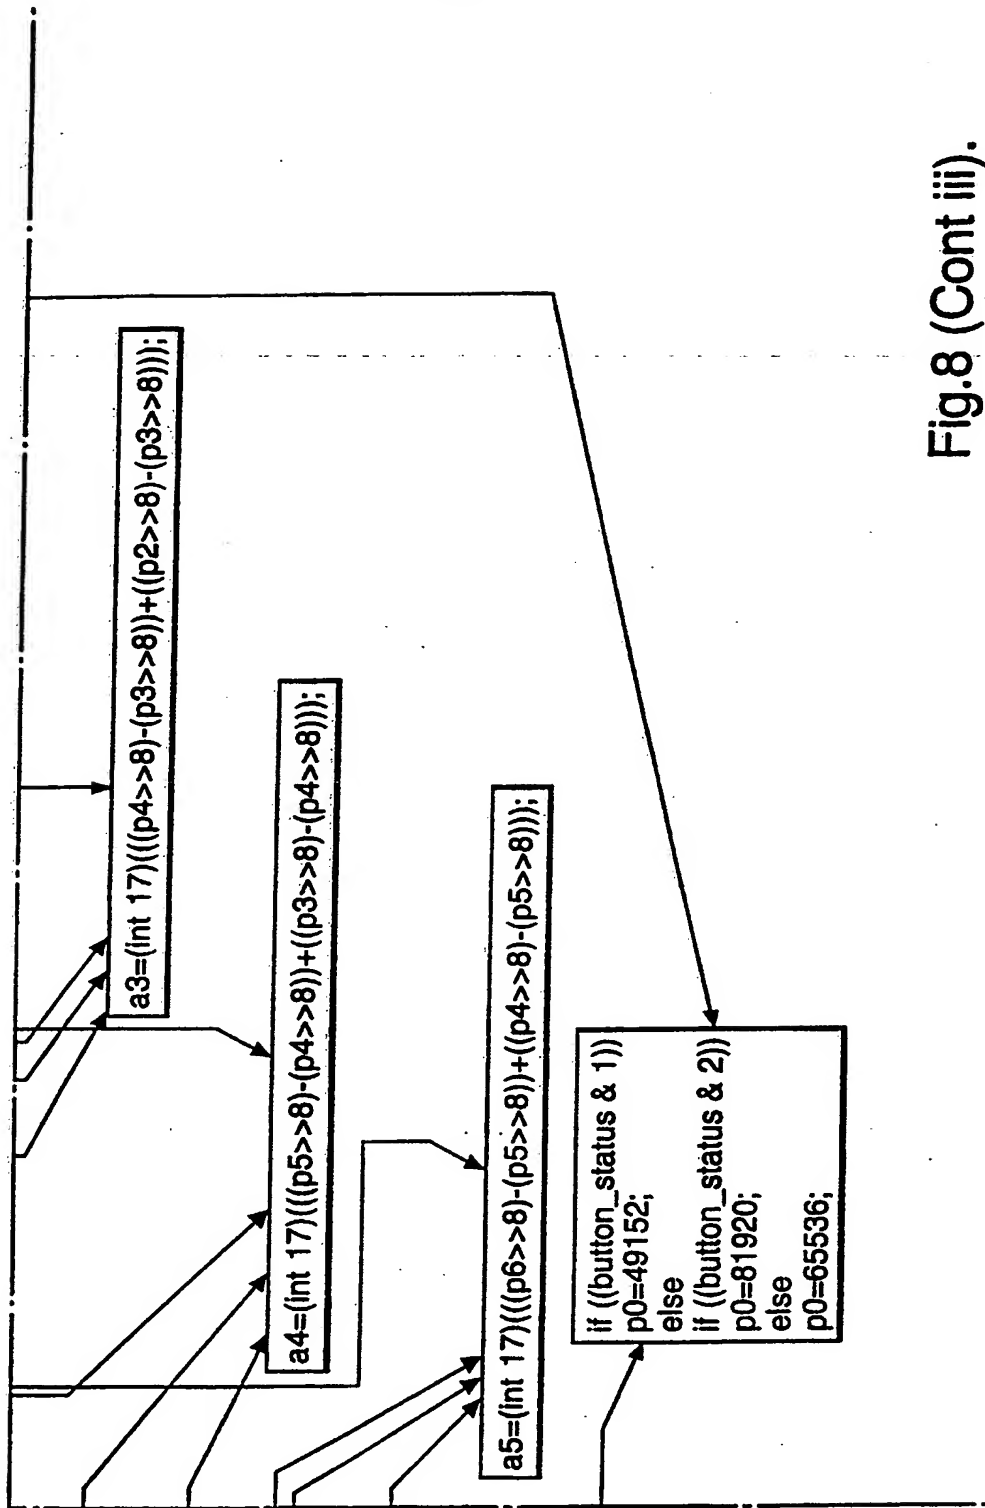 a3=(int 17)(((p4>>8)-(p3>>8))+((p2>>8)-(p3>>8)));
a4=(int 17)(((p5>>8)-(p4>>8))+((p3>>8)-(p4>>8)));
a5=(int 17)(((p6>>8)-(p5>>8))+((p4>>8)-(p5>>8)));
if ((button_status & 1))
p0=49152;
else
if ((button_status & 2))
p0=81920;
else
p0=65536;
Fig.8 (Cont iii).